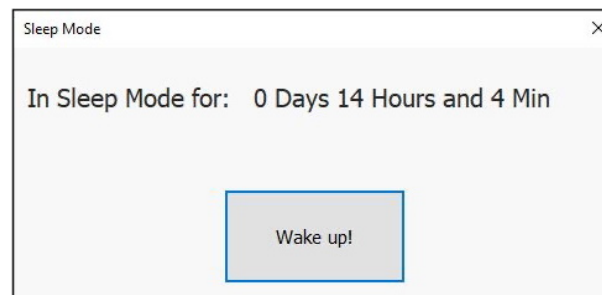 Sleep Mode
In Sleep Mode for: 0 Days 14 Hours and 4 Min
Wake up!